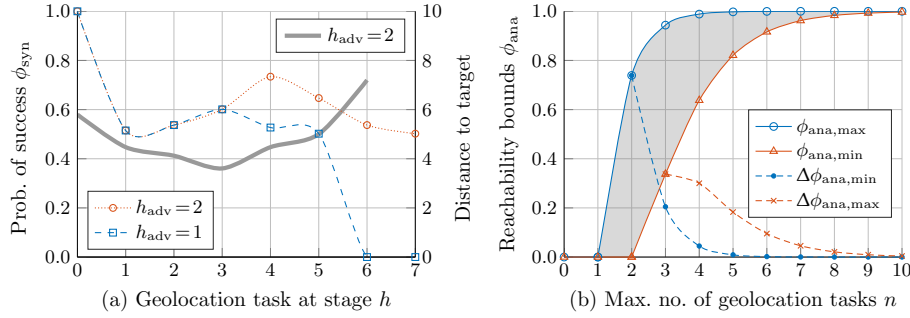 1.0
0.8
0.6
0.4
0.2
0.0
Prob. of success ϕsyn
10
8
6
4
2
0
Distance to target
hadv = 2
hadv = 2
hadv = 1
0 1 2 3 4 5 6 7
(a) Geolocation task at stage h
1.0
0.8
0.6
0.4
0.2
0.0
Reachability bounds ϕana
ϕana,max
ϕana,min
Δϕana,min
Δϕana,max
0 1 2 3 4 5 6 7 8 9 10
(b) Max. no. of geolocation tasks n